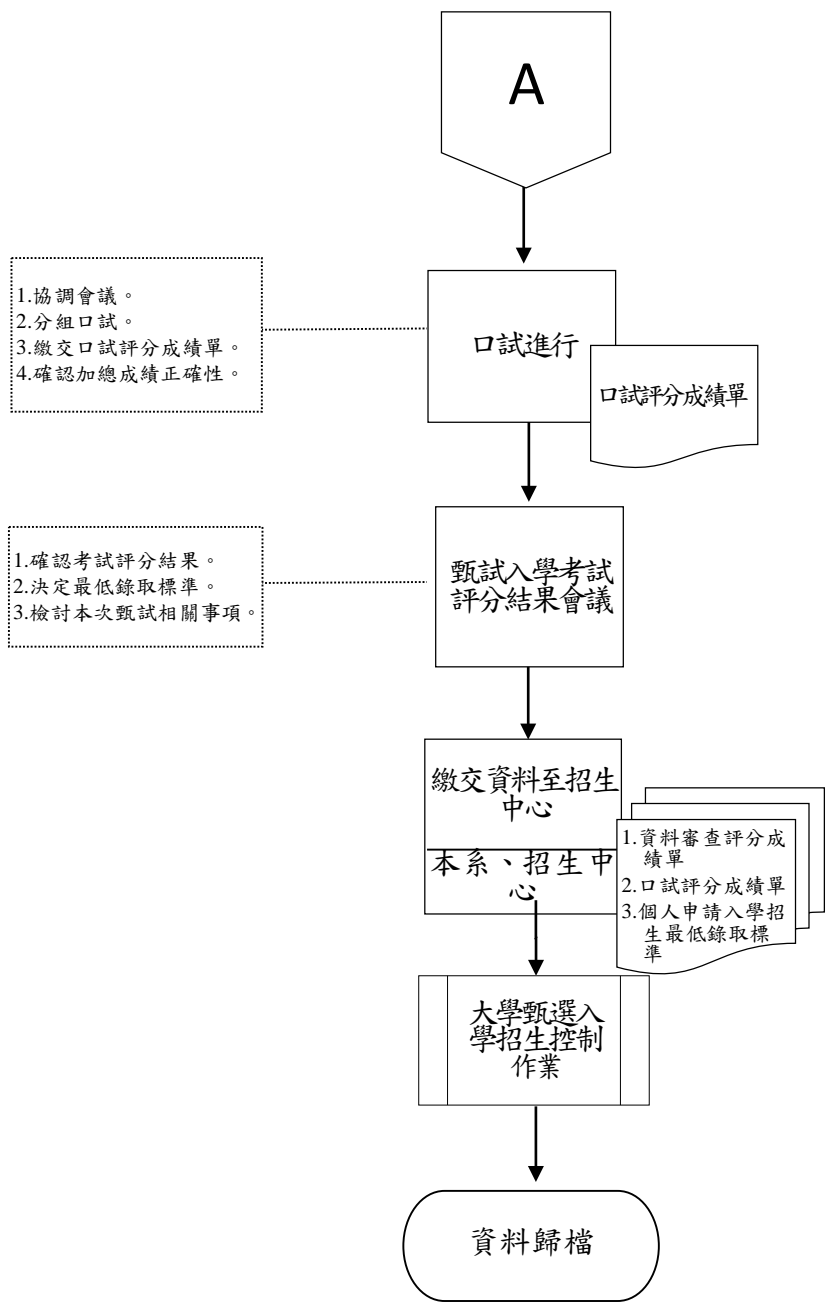 A
1.協調會議。
2.分組口試。
3.繳交口試評分成績單。
4.確認加總成績正確性。
口試進行
口試評分成績單
1.確認考試評分結果。
2.決定最低錄取標準。
3.檢討本次甄試相關事項。
甄試入學考試
評分結果會議
繳交資料至招生
中心
本系、招生中
心
1.資料審查評分成
績單
2.口試評分成績單
3.個人申請入學招
生最低錄取標
準
大學甄選入
學招生控制
作業
資料歸檔